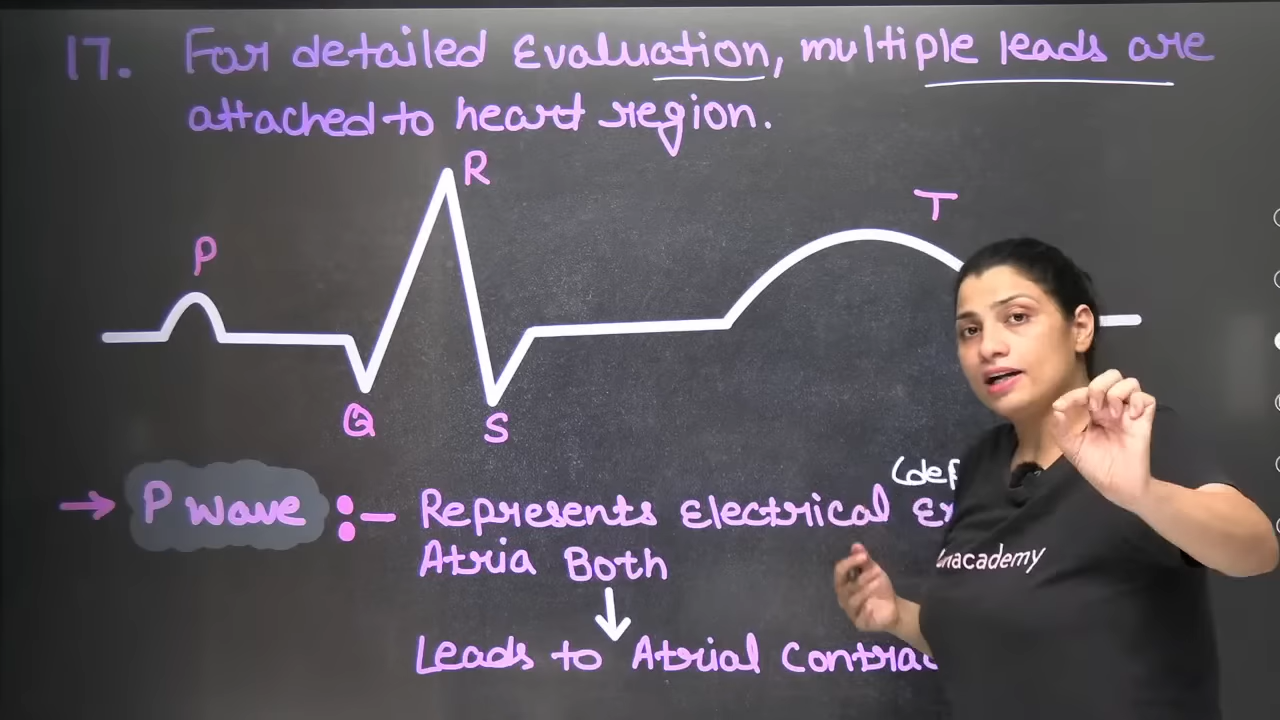 17. For detailed Evaluation, multiple leads are
attached to heart region.
R
T
P
Q
S
→ P wave :- Represents Electrical
Atria Both
Leads to Atrial
unacademy